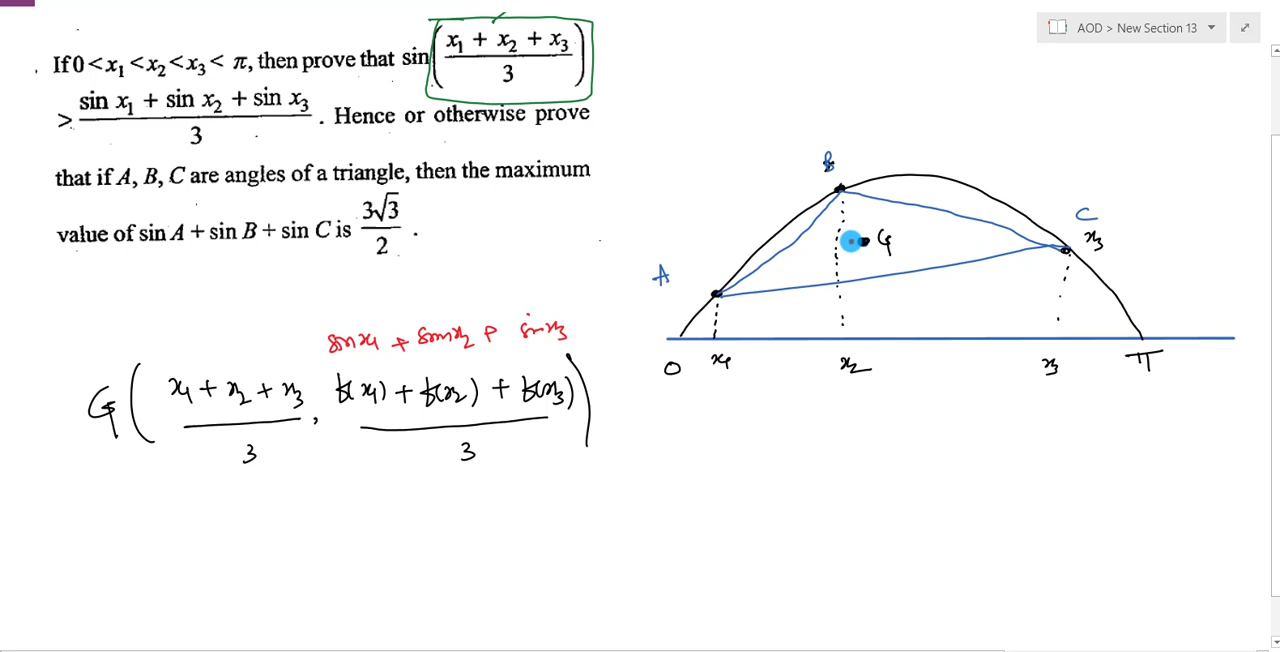 AOD > New Section 13
. If 0 < x₁ < x₂ < x₃ < π, then prove that sin((x₁ + x₂ + x₃)/3)
> (sin x₁ + sin x₂ + sin x₃)/3 . Hence or otherwise prove
that if A, B, C are angles of a triangle, then the maximum
value of sin A + sin B + sin C is 3√3/2 .
B
C
x₃
G
A
O x₁ x₂ x₃ π
sin x₁ + sin x₂ + sin x₃
G( (x₁ + x₂ + x₃)/3 , (f(x₁) + f(x₂) + f(x₃))/3 )